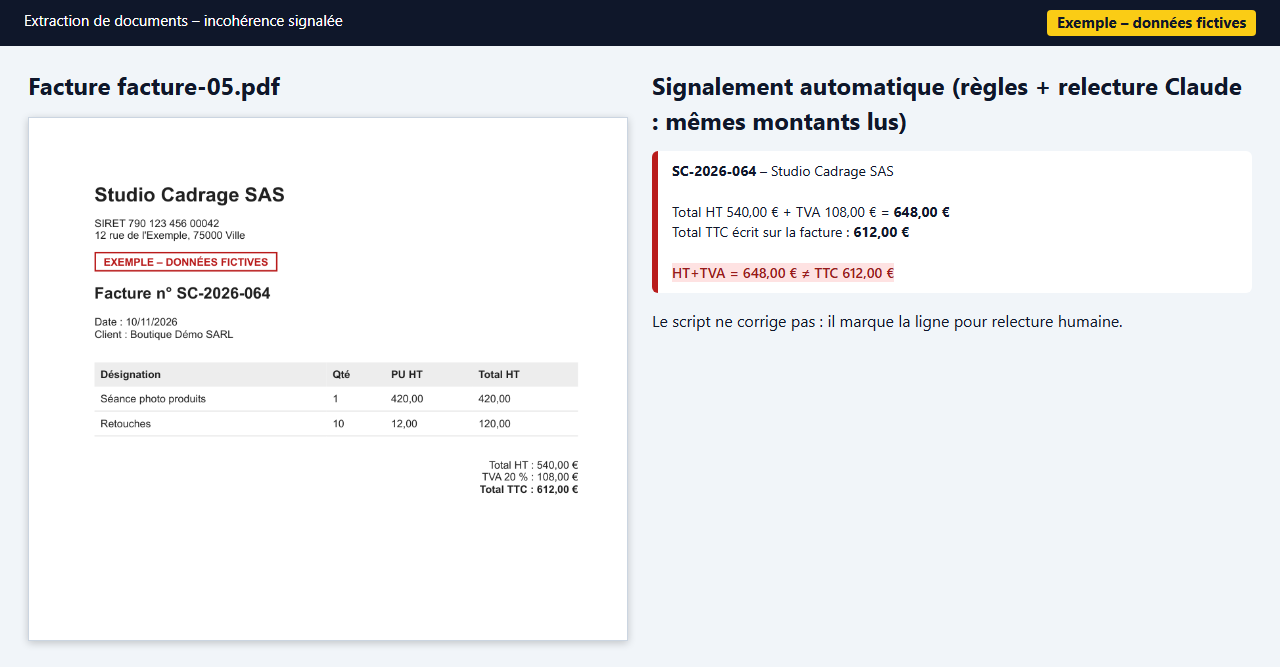 Extraction de documents – incohérence signalée
Exemple – données fictives
Facture facture-05.pdf
Studio Cadrage SAS
SIRET 790 123 456 00042
12 rue de l'Exemple, 75000 Ville
EXEMPLE – DONNÉES FICTIVES
Facture n° SC-2026-064
Date : 10/11/2026
Client : Boutique Démo SARL
Désignation Qté PU HT Total HT
Séance photo produits 1 420,00 420,00
Retouches 10 12,00 120,00
Total HT : 540,00 €
TVA 20 % : 108,00 €
Total TTC : 612,00 €
Signalement automatique (règles + relecture Claude
: mêmes montants lus)
SC-2026-064 – Studio Cadrage SAS
Total HT 540,00 € + TVA 108,00 € = 648,00 €
Total TTC écrit sur la facture : 612,00 €
HT+TVA = 648,00 € ≠ TTC 612,00 €
Le script ne corrige pas : il marque la ligne pour relecture humaine.